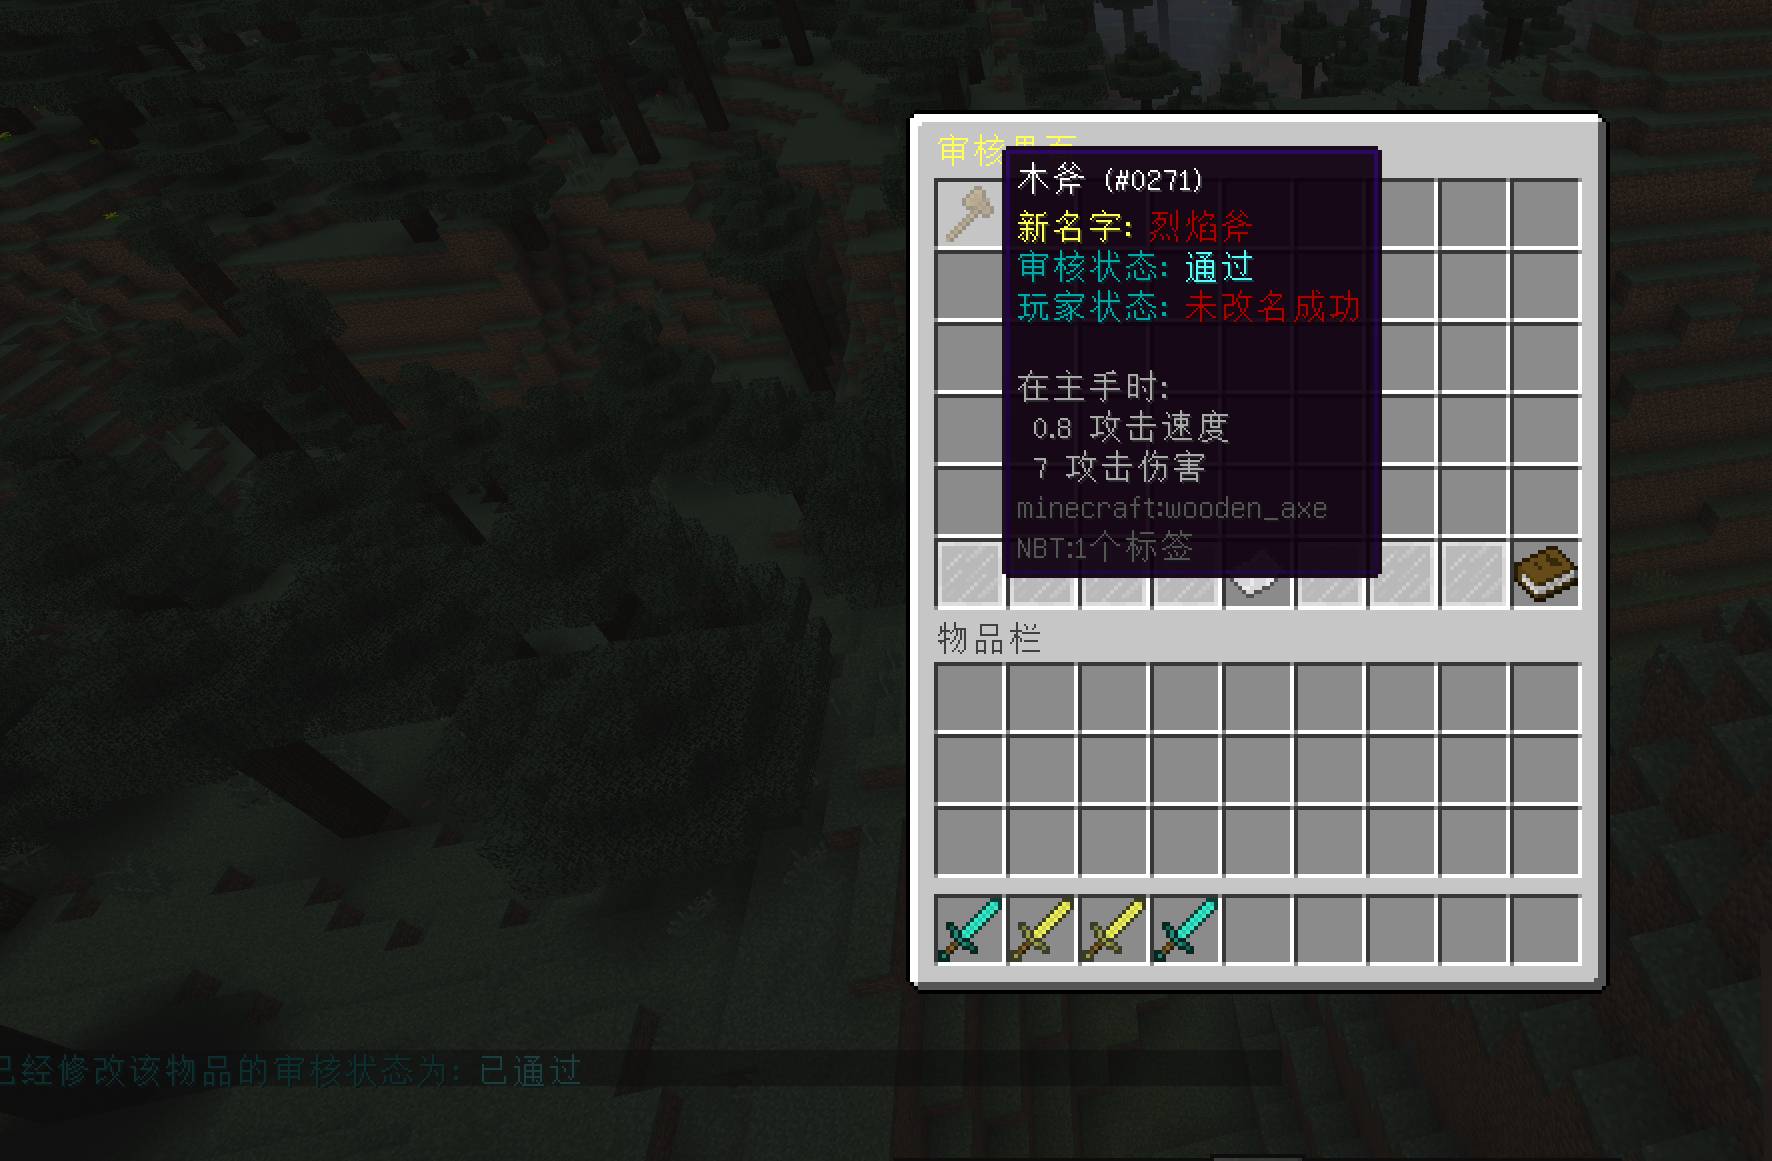 审核界面
木斧 (#0271)
新名字: 烈焰斧
审核状态: 通过
玩家状态: 未改名成功
在主手时:
0.8 攻击速度
7 攻击伤害
minecraft:wooden_axe
NBT:1个标签
物品栏
已经修改该物品的审核状态为: 已通过